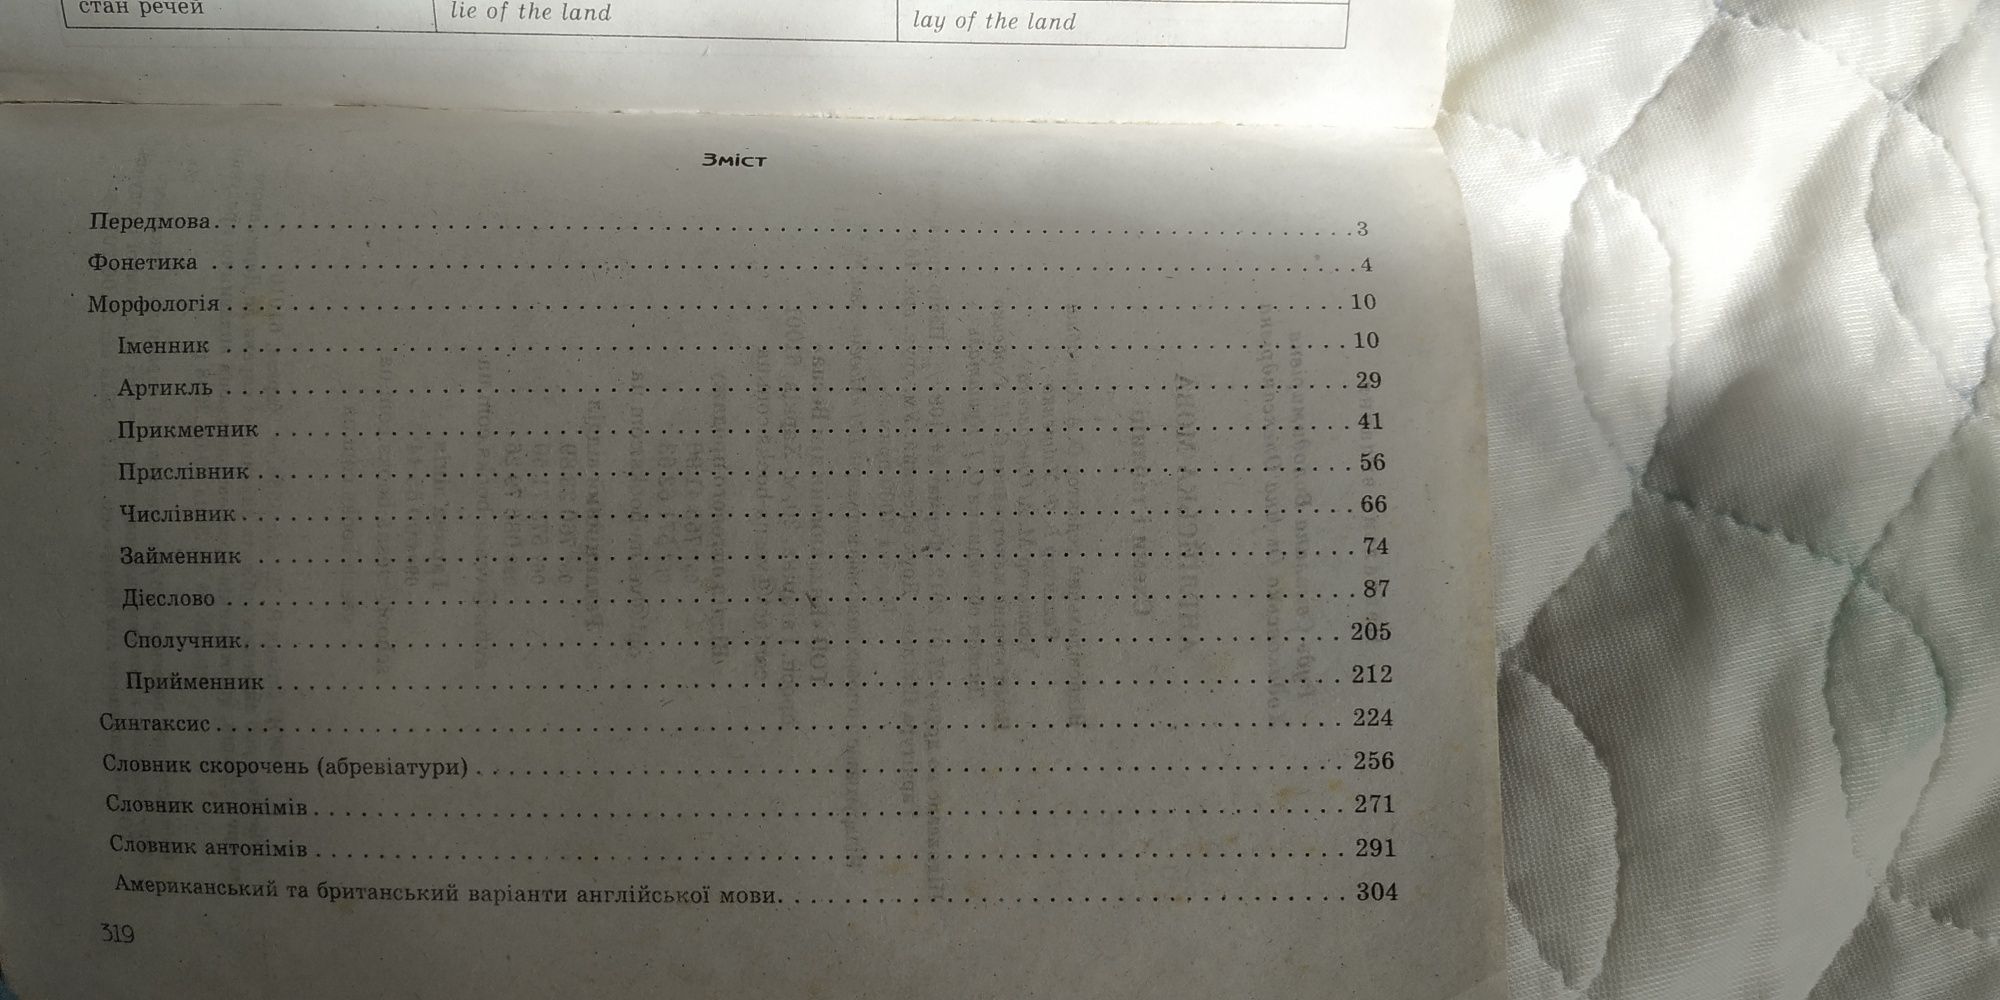 стан речей
lie of the land
lay of the land
Зміст
Передмова. . . . . . . . . . . . . . . . . . . . 3
Фонетика . . . . . . . . . . . . . . . . . . . . 4
Морфологія . . . . . . . . . . . . . . . . . . . . 10
Іменник . . . . . . . . . . . . . . . . . . . . 10
Артикль . . . . . . . . . . . . . . . . . . . . 29
Прикметник . . . . . . . . . . . . . . . . . . . . 41
Прислівник . . . . . . . . . . . . . . . . . . . . 56
Числівник . . . . . . . . . . . . . . . . . . . . 66
Займенник . . . . . . . . . . . . . . . . . . . . 74
Дієслово . . . . . . . . . . . . . . . . . . . . 87
Сполучник. . . . . . . . . . . . . . . . . . . . 205
Прийменник . . . . . . . . . . . . . . . . . . . . 212
Синтаксис . . . . . . . . . . . . . . . . . . . . 224
Словник скорочень (абревіатури) . . . . . . . . . . . . . . . . . . . . 256
Словник синонімів . . . . . . . . . . . . . . . . . . . . 271
Словник антонімів . . . . . . . . . . . . . . . . . . . . 291
Американський та британський варіанти англійської мови. . . . . . . . . . . . . . . . . . . . 304
319